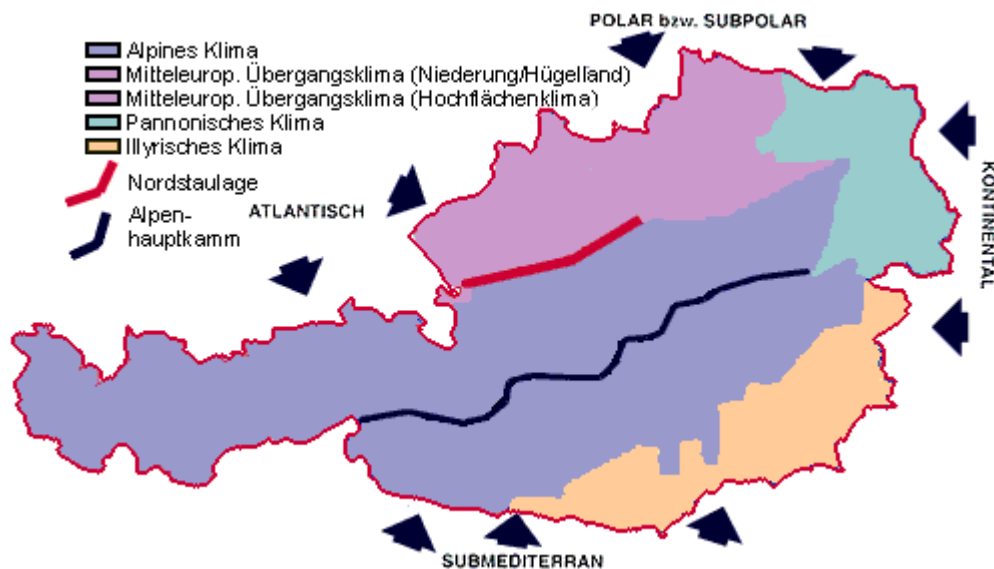 POLAR bzw. SUBPOLAR
Alpines Klima
Mitteleurop. Übergangsklima (Niederung/Hügelland)
Mitteleurop. Übergangsklima (Hochflächenklima)
Pannonisches Klima
Illyrisches Klima
Nordstaulage
Alpen-
hauptkamm
ATLANTISCH
KONTINENTAL
SUBMEDITERRAN